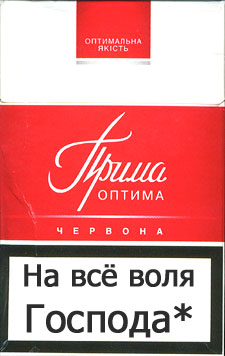 ОПТИМАЛЬНА
ЯКІСТЬ
Прима
ОПТИМА
ЧЕРВОНА
На всё воля
Господа*